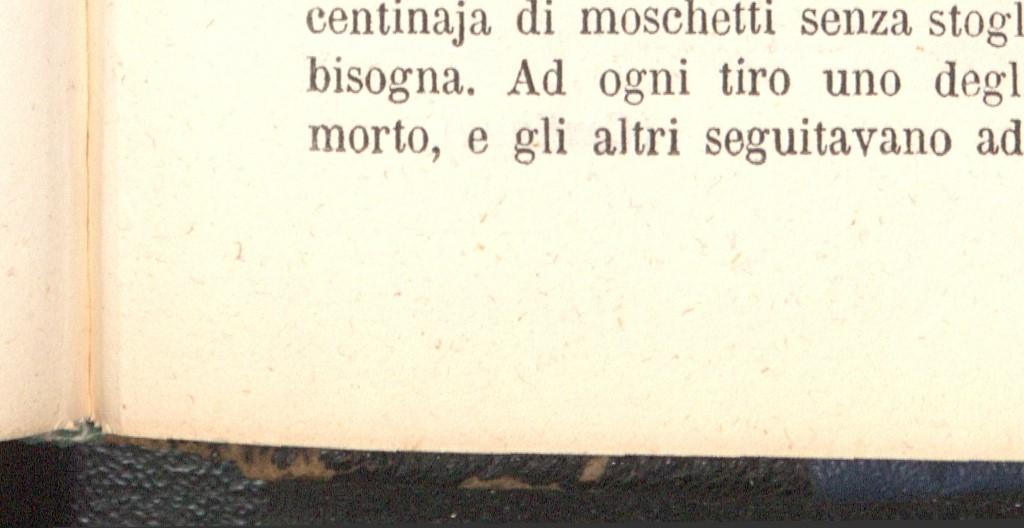 centinaja di moschetti senza stogl
bisogna. Ad ogni tiro uno degl
morto, e gli altri seguitavano ad